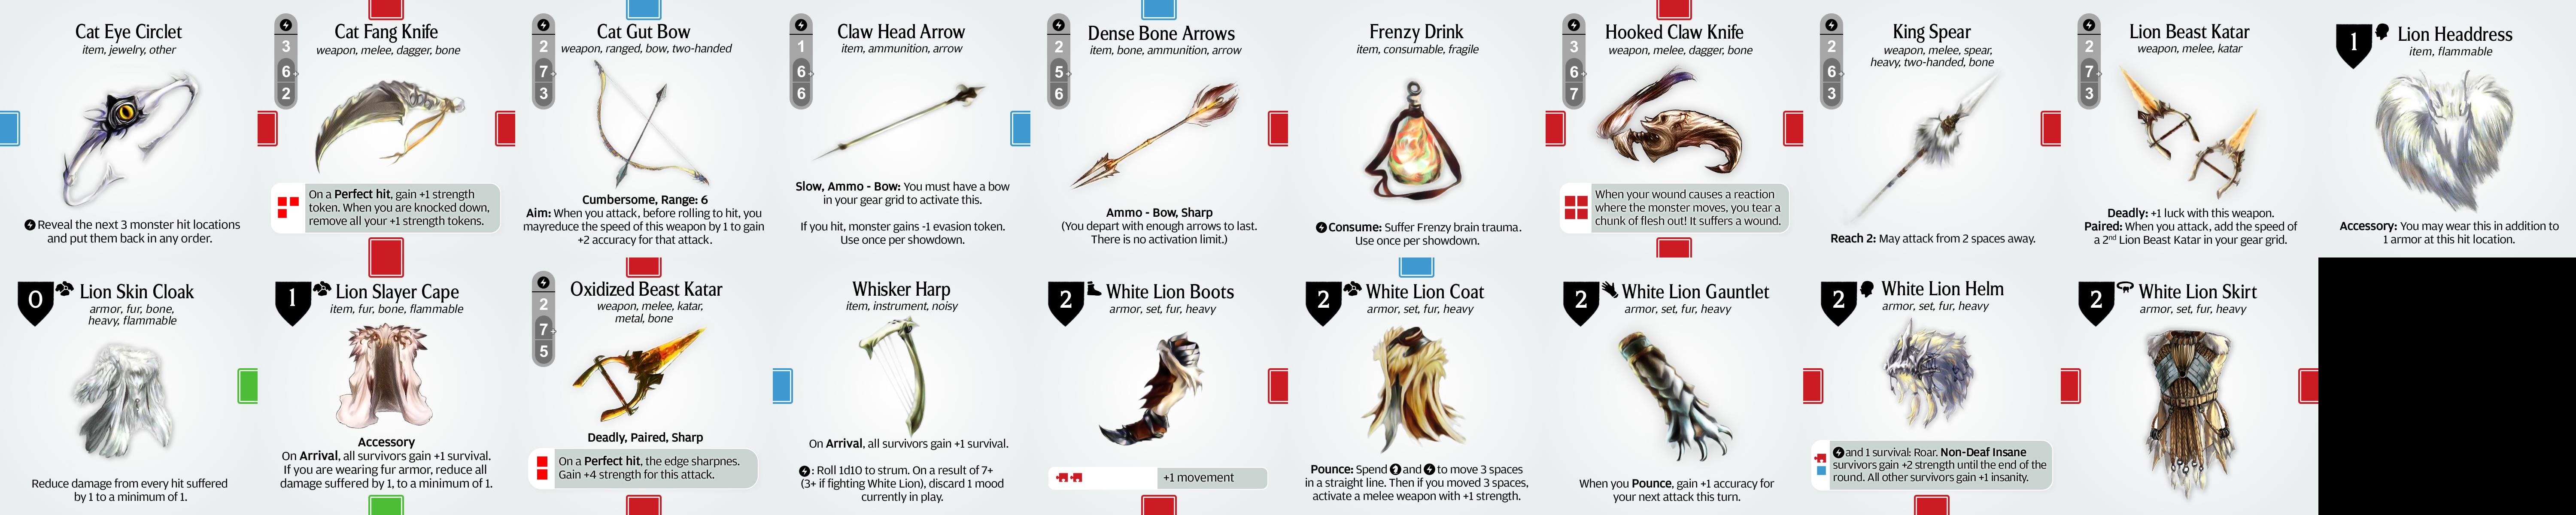 Cat Eye Circlet
item, jewelry, other
Reveal the next 3 monster hit locations
and put them back in any order.
3
6+
2
Cat Fang Knife
weapon, melee, dagger, bone
On a Perfect hit, gain +1 strength
token. When you are knocked down,
remove all your +1 strength tokens.
2
7+
3
Cat Gut Bow
weapon, ranged, bow, two-handed
Cumbersome, Range: 6
Aim: When you attack, before rolling to hit, you
mayreduce the speed of this weapon by 1 to gain
+2 accuracy for that attack.
1
6+
6
Claw Head Arrow
item, ammunition, arrow
Slow, Ammo - Bow: You must have a bow
in your gear grid to activate this.
If you hit, monster gains -1 evasion token.
Use once per showdown.
2
5+
6
Dense Bone Arrows
item, bone, ammunition, arrow
Ammo - Bow, Sharp
(You depart with enough arrows to last.
There is no activation limit.)
Frenzy Drink
item, consumable, fragile
Consume: Suffer Frenzy brain trauma.
Use once per showdown.
3
6+
7
Hooked Claw Knife
weapon, melee, dagger, bone
When your wound causes a reaction
where the monster moves, you tear a
chunk of flesh out! It suffers a wound.
2
6+
3
King Spear
weapon, melee, spear,
heavy, two-handed, bone
Reach 2: May attack from 2 spaces away.
2
7+
3
Lion Beast Katar
weapon, melee, katar
Deadly: +1 luck with this weapon.
Paired: When you attack, add the speed of
a 2nd Lion Beast Katar in your gear grid.
1
Lion Headdress
item, flammable
Accessory: You may wear this in addition to
1 armor at this hit location.
0
Lion Skin Cloak
armor, fur, bone,
heavy, flammable
Reduce damage from every hit suffered
by 1 to a minimum of 1.
1
Lion Slayer Cape
item, fur, bone, flammable
Accessory
On Arrival, all survivors gain +1 survival.
If you are wearing fur armor, reduce all
damage suffered by 1, to a minimum of 1.
2
7+
5
Oxidized Beast Katar
weapon, melee, katar,
metal, bone
Deadly, Paired, Sharp
On a Perfect hit, the edge sharpnes.
Gain +4 strength for this attack.
Whisker Harp
item, instrument, noisy
On Arrival, all survivors gain +1 survival.
: Roll 1d10 to strum. On a result of 7+
(3+ if fighting White Lion), discard 1 mood
currently in play.
2
White Lion Boots
armor, set, fur, heavy
+1 movement
2
White Lion Coat
armor, set, fur, heavy
Pounce: Spend and to move 3 spaces
in a straight line. Then if you moved 3 spaces,
activate a melee weapon with +1 strength.
2
White Lion Gauntlet
armor, set, fur, heavy
When you Pounce, gain +1 accuracy for
your next attack this turn.
2
White Lion Helm
armor, set, fur, heavy
and 1 survival: Roar. Non-Deaf Insane
survivors gain +2 strength until the end of the
round. All other survivors gain +1 insanity.
2
White Lion Skirt
armor, set, fur, heavy